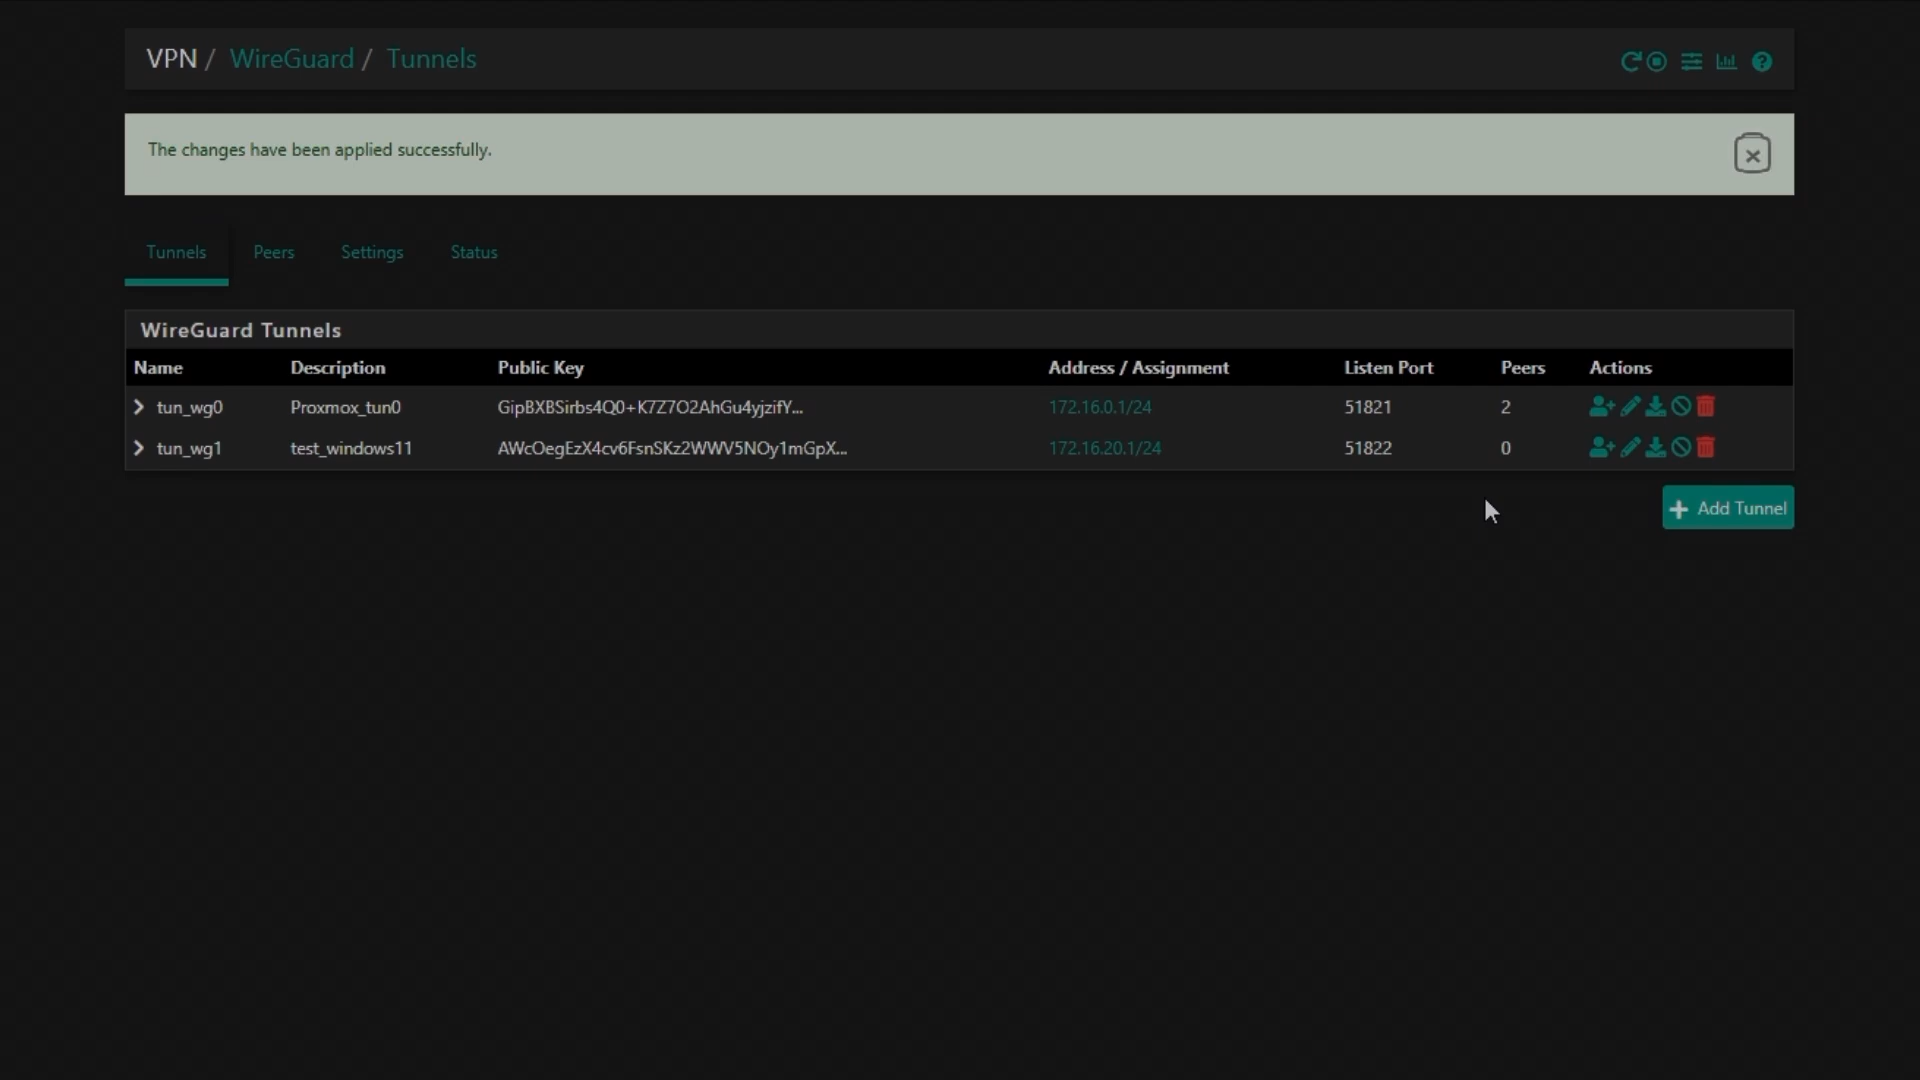 VPN / WireGuard / Tunnels
The changes have been applied successfully.
Tunnels Peers Settings Status
WireGuard Tunnels
Name Description Public Key Address / Assignment Listen Port Peers Actions
tun_wg0 Proxmox_tun0 GipBXBSirbs4Q0+K7Z7O2AhGu4yjzifY... 172.16.0.1/24 51821 2
tun_wg1 test_windows11 AWcOegEzX4cv6FsnSKz2WWV5NOy1mGpX... 172.16.20.1/24 51822 0
Add Tunnel